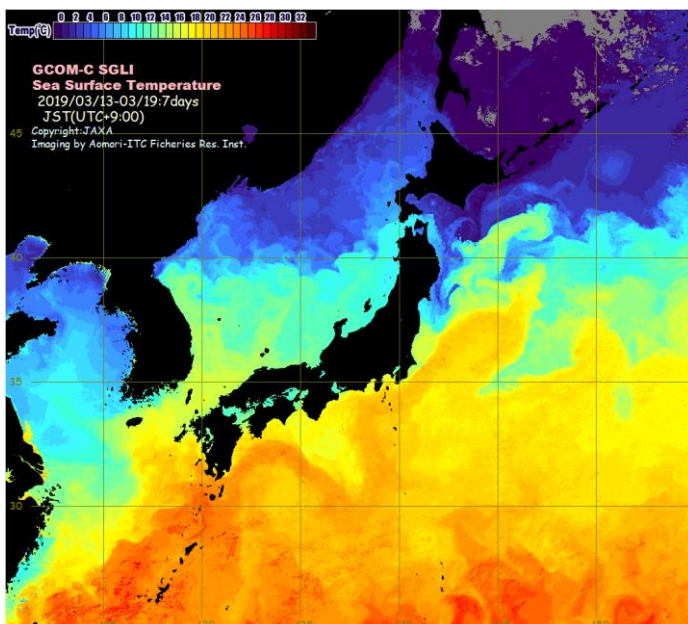 0 2 4 6 8 10 12 14 16 18 20 22 24 26 28 30 32
Temp(℃)
GCOM-C SGLI
Sea Surface Temperature
2019/03/13-03/19:7days
JST(UTC+9:00)
Copyright:JAXA
Imaging by Aomori-ITC Ficheries Res. Inst.
45
40
35
30